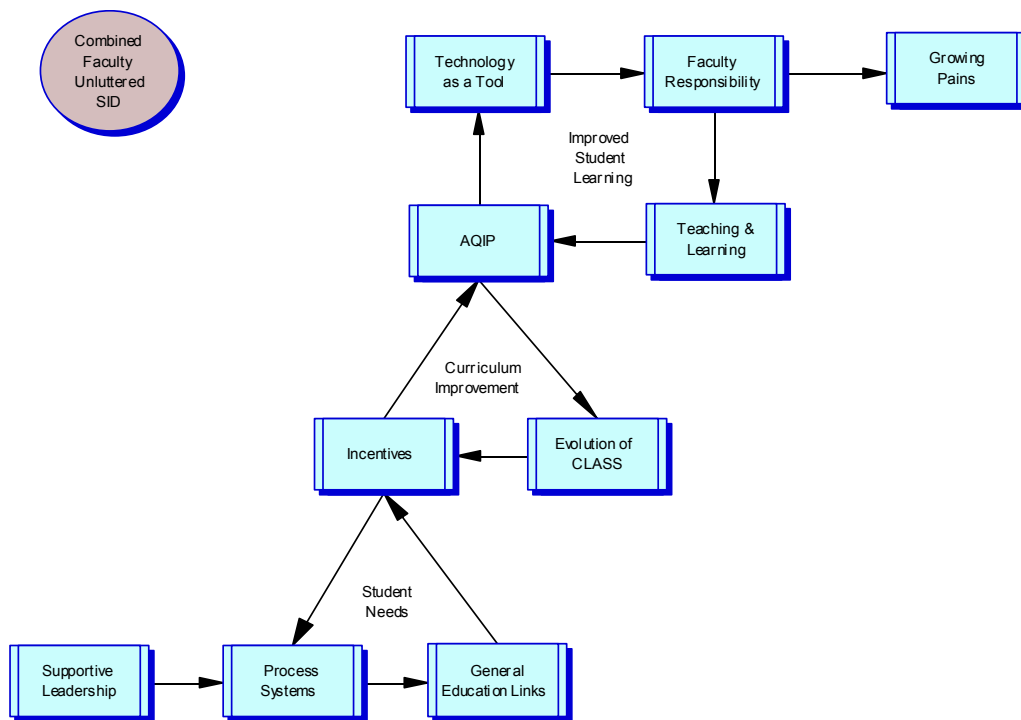 Combined
Faculty
Unluttered
SID
Technology
as a Tool
Faculty
Responsibility
Growing
Pains
Improved
Student
Learning
AQIP
Teaching &
Learning
Curriculum
Improvement
Incentives
Evolution of
CLASS
Student
Needs
Supportive
Leadership
Process
Systems
General
Education Links